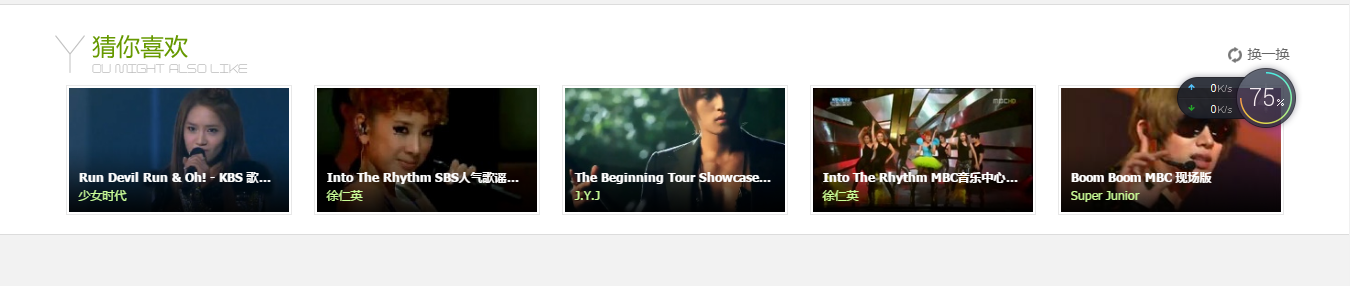 猜你喜欢
YOU MIGHT ALSO LIKE
换一换
0K/s
0K/s
75%
Run Devil Run & Oh! - KBS 歌...
少女时代
Into The Rhythm SBS人气歌谣...
徐仁英
The Beginning Tour Showcase...
J.Y.J
Into The Rhythm MBC音乐中心...
徐仁英
Boom Boom MBC 现场版
Super Junior